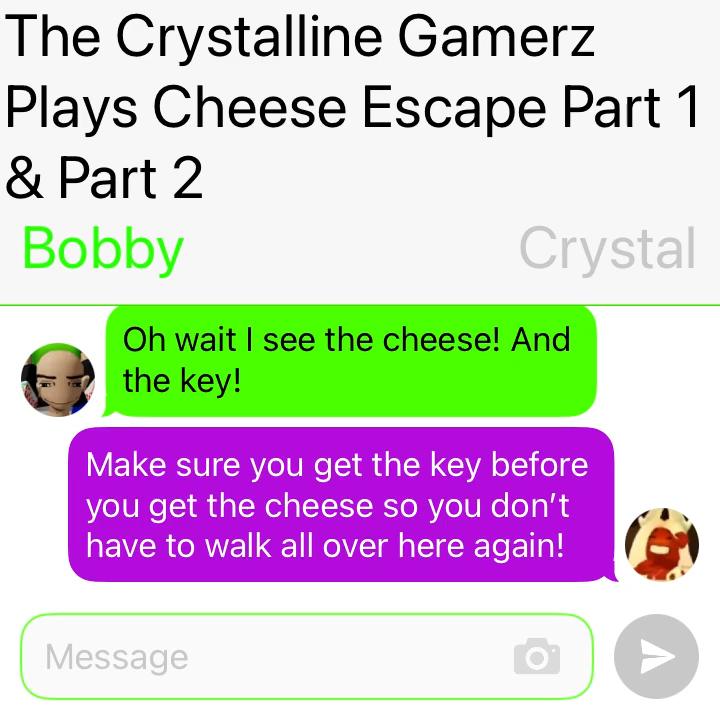 The Crystalline Gamerz
Plays Cheese Escape Part 1
& Part 2
Bobby
Crystal
Oh wait I see the cheese! And
the key!
Make sure you get the key before
you get the cheese so you don’t
have to walk all over here again!
Message